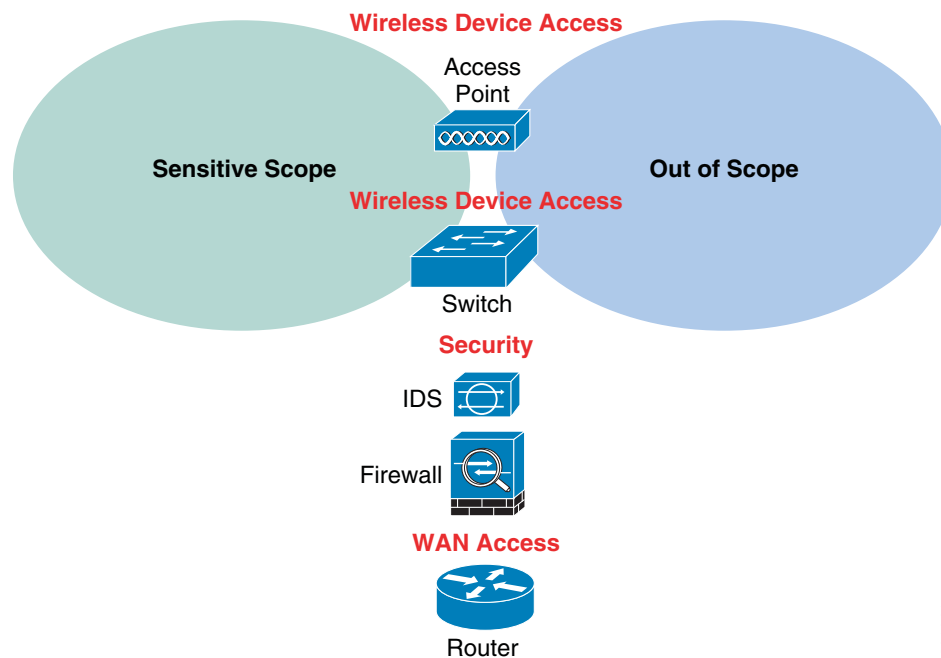 Wireless Device Access
Access
Point
Sensitive Scope
Out of Scope
Wireless Device Access
Switch
Security
IDS
Firewall
WAN Access
Router